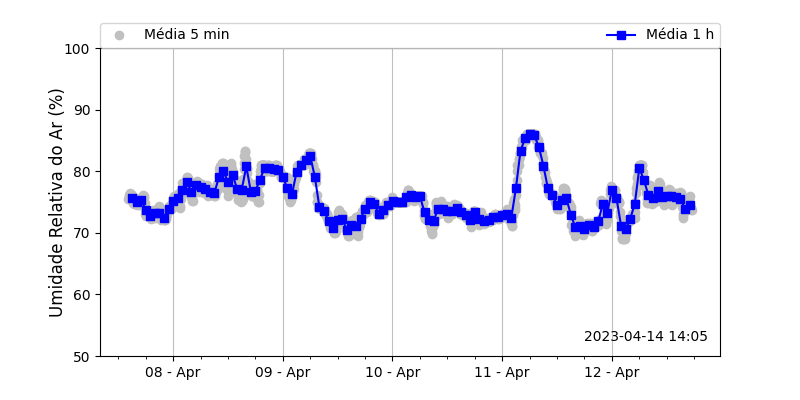 Média 5 min
Média 1 h
Umidade Relativa do Ar (%)
100
90
80
70
60
50
2023-04-14 14:05
08 - Apr
09 - Apr
10 - Apr
11 - Apr
12 - Apr